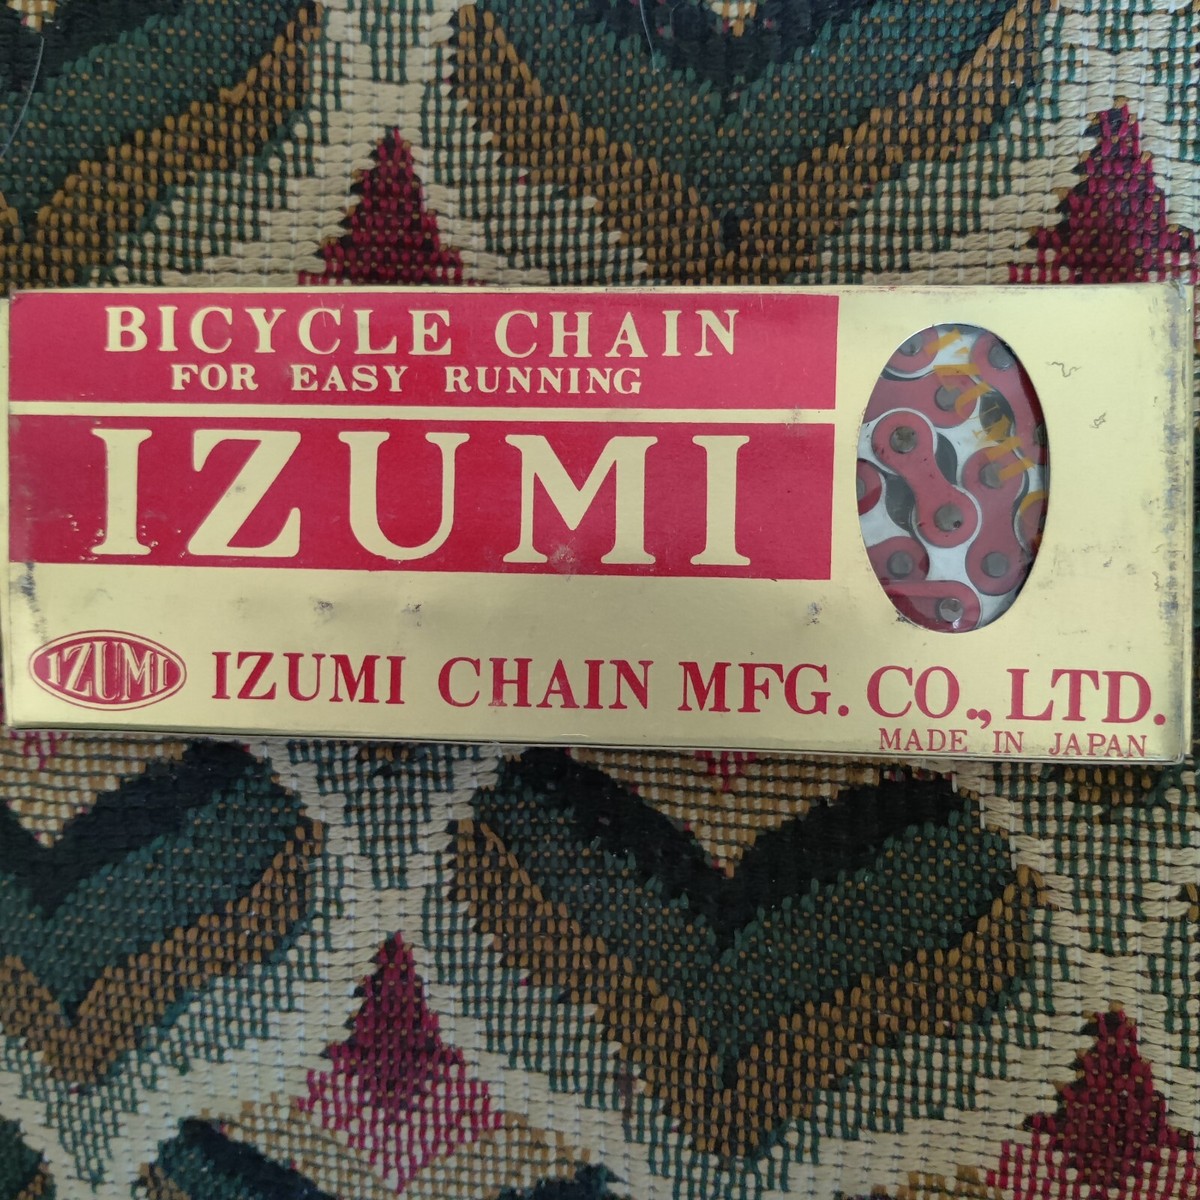 BICYCLE CHAIN
FOR EASY RUNNING
IZUMI
IZUMI
IZUMI CHAIN MFG. CO., LTD.
MADE IN JAPAN